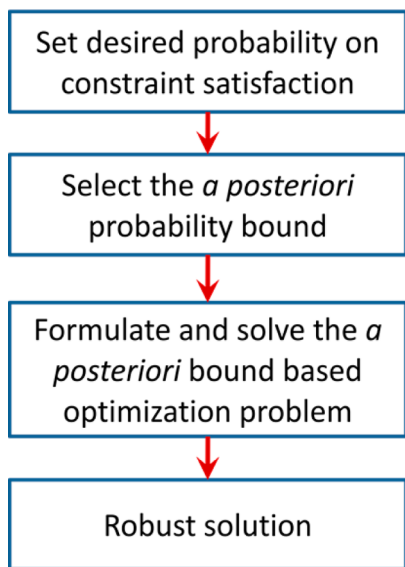 Set desired probability on
constraint satisfaction
Select the a posteriori
probability bound
Formulate and solve the a
posteriori bound based
optimization problem
Robust solution